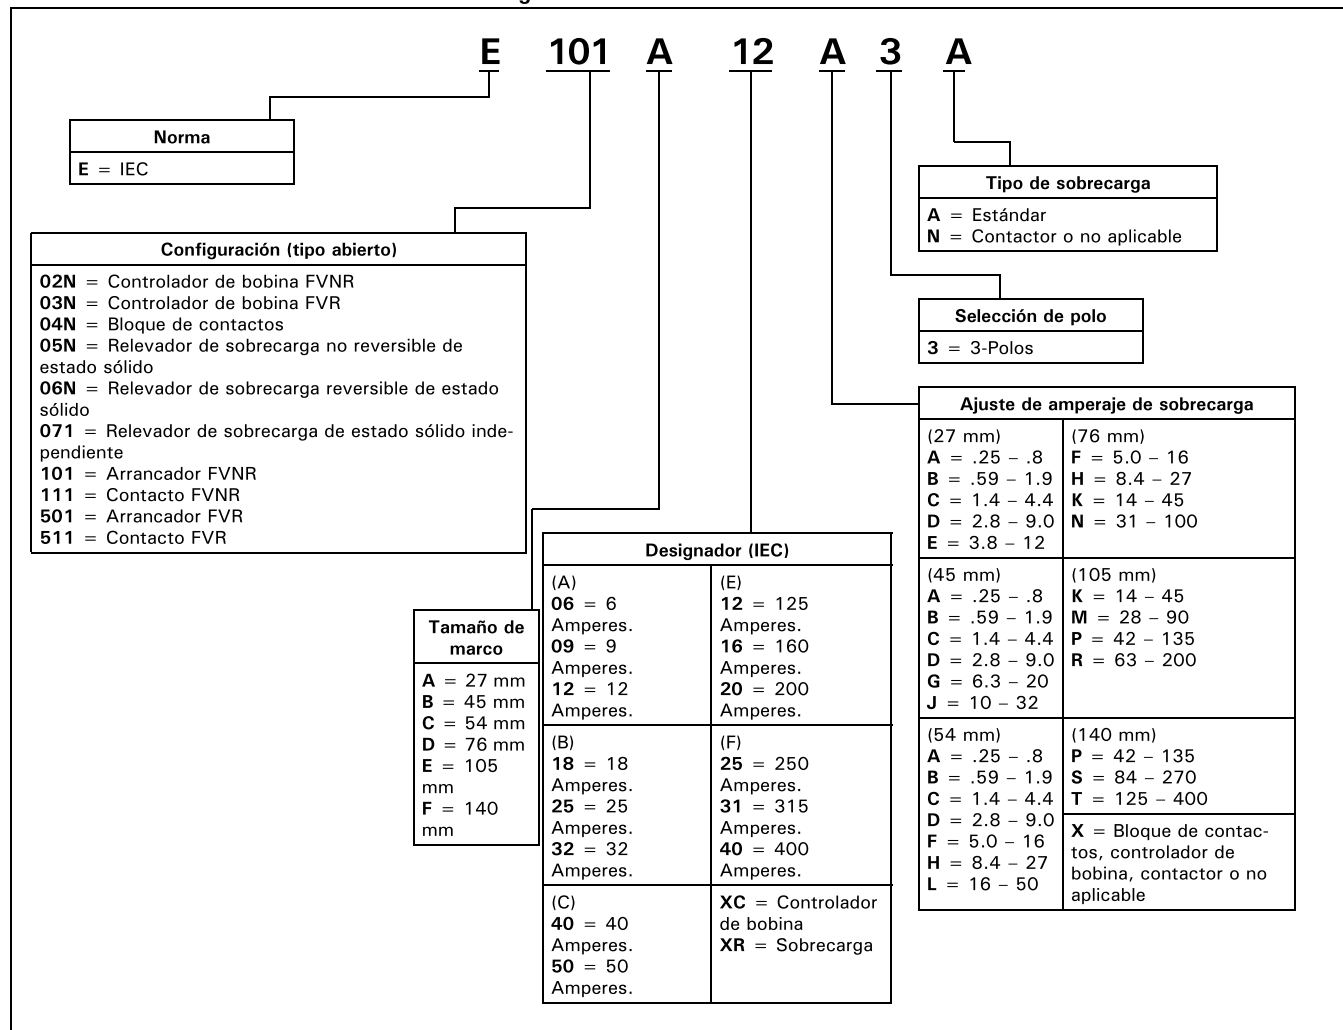 E 101 A 12 A 3 A
Norma
E = IEC
Configuración (tipo abierto)
02N = Controlador de bobina FVNR
03N = Controlador de bobina FVR
04N = Bloque de contactos
05N = Relevador de sobrecarga no reversible de
estado sólido
06N = Relevador de sobrecarga reversible de estado
sólido
071 = Relevador de sobrecarga de estado sólido inde-
pendiente
101 = Arrancador FVNR
111 = Contacto FVNR
501 = Arrancador FVR
511 = Contacto FVR
Tamaño de
marco
A = 27 mm
B = 45 mm
C = 54 mm
D = 76 mm
E = 105
mm
F = 140
mm
Designador (IEC)
(A)
06 = 6
Amperes.
09 = 9
Amperes.
12 = 12
Amperes.
(E)
12 = 125
Amperes.
16 = 160
Amperes.
20 = 200
Amperes.
(B)
18 = 18
Amperes.
25 = 25
Amperes.
32 = 32
Amperes.
(F)
25 = 250
Amperes.
31 = 315
Amperes.
40 = 400
Amperes.
(C)
40 = 40
Amperes.
50 = 50
Amperes.
XC = Controlador
de bobina
XR = Sobrecarga
Tipo de sobrecarga
A = Estándar
N = Contactor o no aplicable
Selección de polo
3 = 3-Polos
Ajuste de amperaje de sobrecarga
(27 mm)
A = .25 – .8
B = .59 – 1.9
C = 1.4 – 4.4
D = 2.8 – 9.0
E = 3.8 – 12
(76 mm)
F = 5.0 – 16
H = 8.4 – 27
K = 14 – 45
N = 31 – 100
(45 mm)
A = .25 – .8
B = .59 – 1.9
C = 1.4 – 4.4
D = 2.8 – 9.0
G = 6.3 – 20
J = 10 – 32
(105 mm)
K = 14 – 45
M = 28 – 90
P = 42 – 135
R = 63 – 200
(54 mm)
A = .25 – .8
B = .59 – 1.9
C = 1.4 – 4.4
D = 2.8 – 9.0
F = 5.0 – 16
H = 8.4 – 27
L = 16 – 50
(140 mm)
P = 42 – 135
S = 84 – 270
T = 125 – 400
X = Bloque de contac-
tos, controlador de
bobina, contactor o no
aplicable